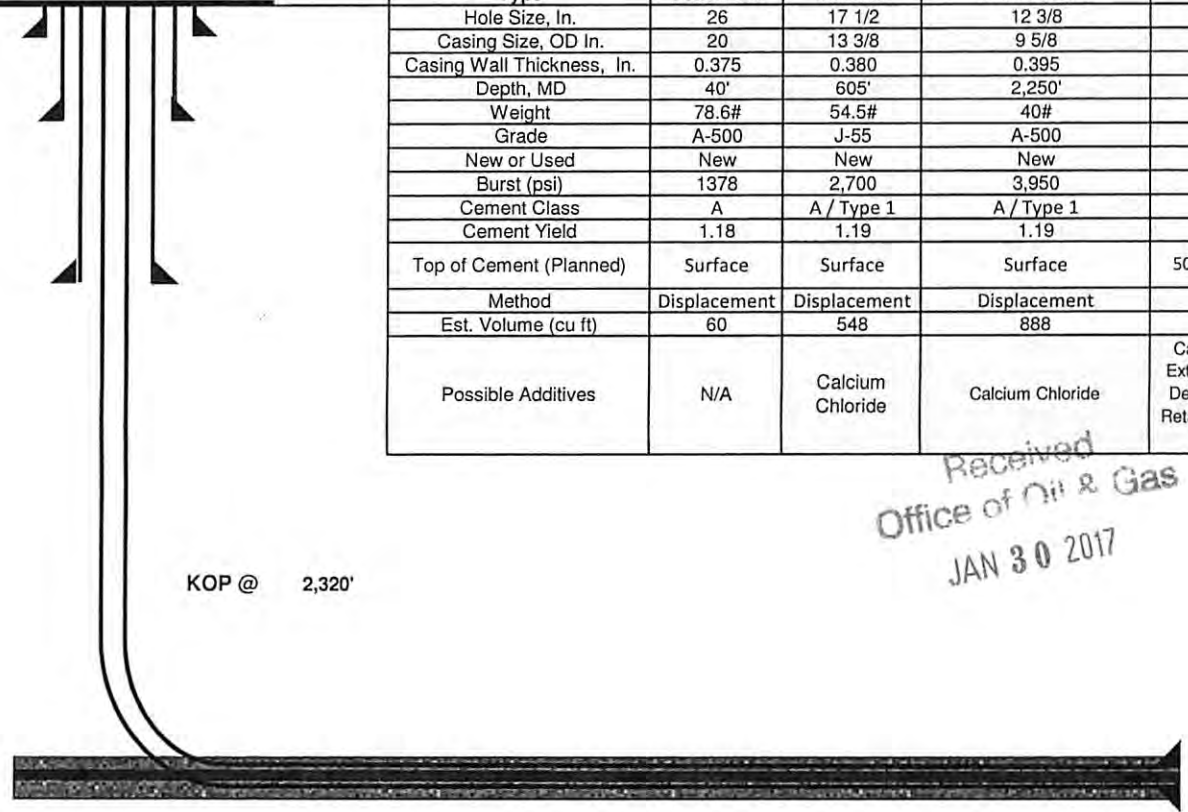 Hole Size, In. 26 17 1/2 12 3/8
Casing Size, OD In. 20 13 3/8 9 5/8
Casing Wall Thickness, In. 0.375 0.380 0.395
Depth, MD 40' 605' 2,250'
Weight 78.6# 54.5# 40#
Grade A-500 J-55 A-500
New or Used New New New
Burst (psi) 1378 2,700 3,950
Cement Class A A / Type 1 A / Type 1
Cement Yield 1.18 1.19 1.19
Top of Cement (Planned) Surface Surface Surface 50
Method Displacement Displacement Displacement
Est. Volume (cu ft) 60 548 888
Possible Additives N/A Calcium Chloride Calcium Chloride
Ca
Ext
De
Ret
Received
Office of Oil & Gas
JAN 30 2017
KOP @ 2,320'